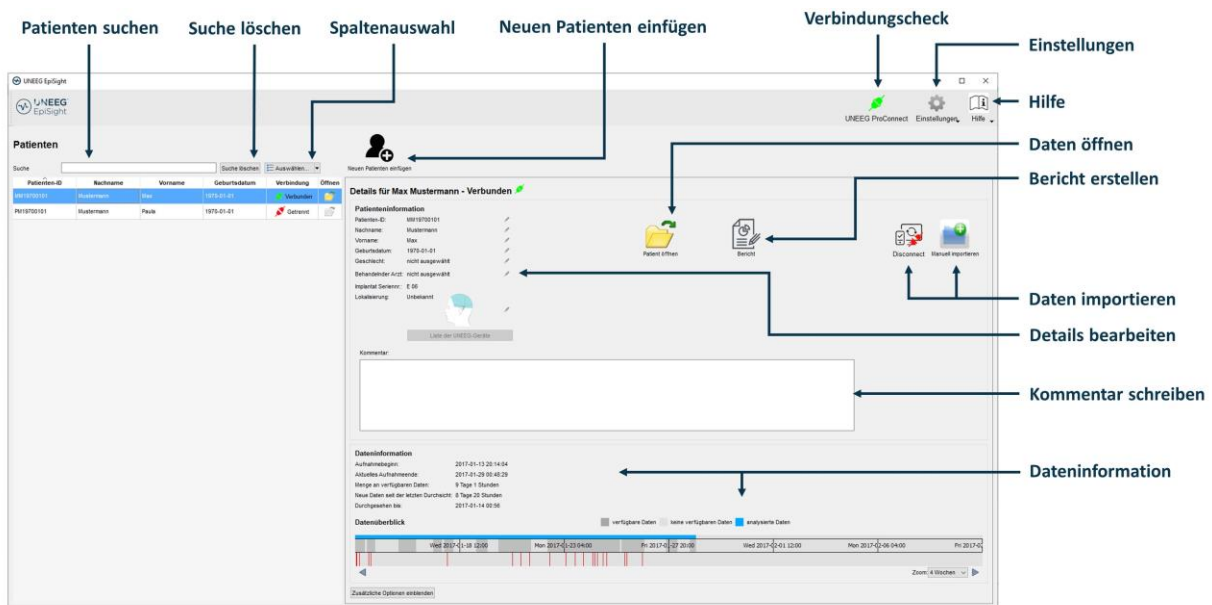 Patienten suchen
Suche löschen
Spaltenauswahl
Neuen Patienten einfügen
Verbindungscheck
Einstellungen
Hilfe
Daten öffnen
Bericht erstellen
Daten importieren
Details bearbeiten
Kommentar schreiben
Dateninformation
UNEEG EpiSight
UNEEG
EpiSight
UNEEG ProConnect Einstellungen Hilfe
Patienten
Suche Suche löschen Auswählen...
Neuen Patienten einfügen
Patienten-ID Nachname Vorname Geburtsdatum Verbindung Öffnen
MM19700101 Mustermann Max 1970-01-01 Verbunden
PM19700101 Mustermann Paula 1970-01-01 Getrennt
Details für Max Mustermann - Verbunden
Patienteninformation
Patienten-ID: MM19700101
Nachname: Mustermann
Vorname: Max
Geburtsdatum: 1970-01-01
Geschlecht: nicht ausgewählt
Behandelnder Arzt: nicht ausgewählt
Implantat Seriennr.: E 06
Lokalisierung: Unbekannt
Liste der UNEEG-Geräte
Patient öffnen
Bericht
Disconnect
Manuell importieren
Kommentar:
Dateninformation
Aufnahmebeginn: 2017-01-13 20:14:04
Aktuelles Aufnahmeende: 2017-01-29 00:48:29
Menge an verfügbaren Daten: 9 Tage 1 Stunden
Neue Daten seit der letzten Durchsicht: 8 Tage 20 Stunden
Durchgesehen bis: 2017-01-14 00:56
Datenüberblick
verfügbare Daten keine verfügbaren Daten analysierte Daten
Wed 2017-01-18 12:00 Mon 2017-01-23 04:00 Fri 2017-01-27 20:00 Wed 2017-02-01 12:00 Mon 2017-02-06 04:00 Fri 2017-0
Zoom: 4 Wochen
Zusätzliche Optionen einblenden